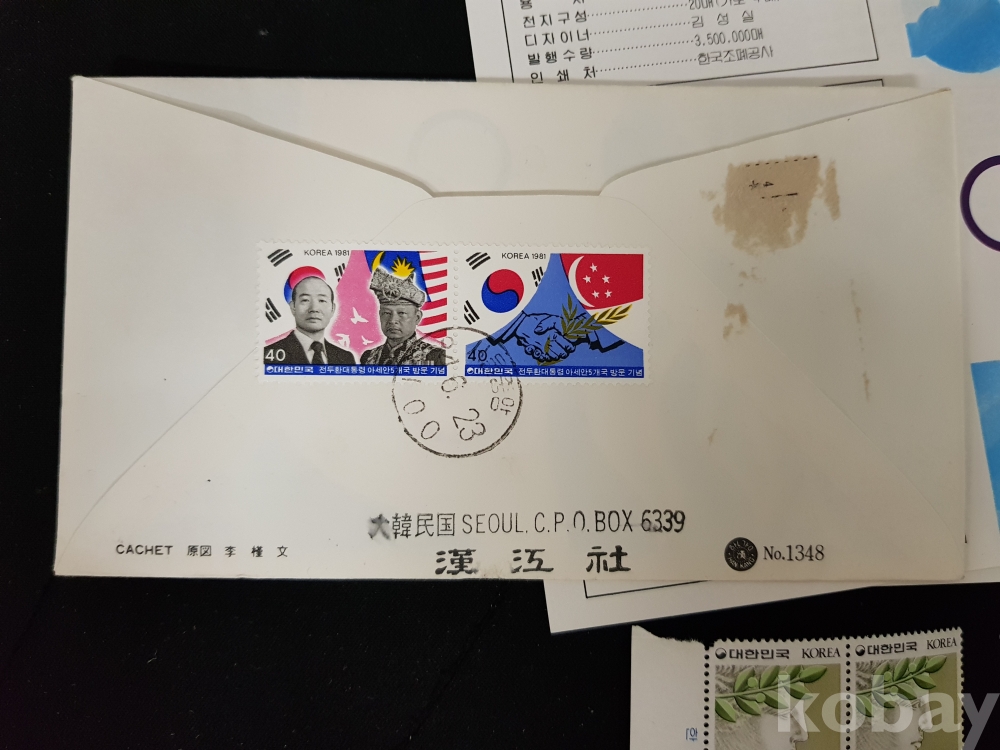 전지구성
김성실
디자이너
3,500,000매
발행수량
한국조폐공사
인쇄처
KOREA 1981
40
대한민국 전두환대통령 아세안5개국 방문 기념
KOREA 1981
40
대한민국 전두환대통령 아세안5개국 방문 기념
81.6.23
100
大韓民国 SEOUL. C.P.O. BOX 6339
漢江社
CACHET 原図 李槿文
No.1348
대한민국 KOREA
대한민국 KOREA
kobay